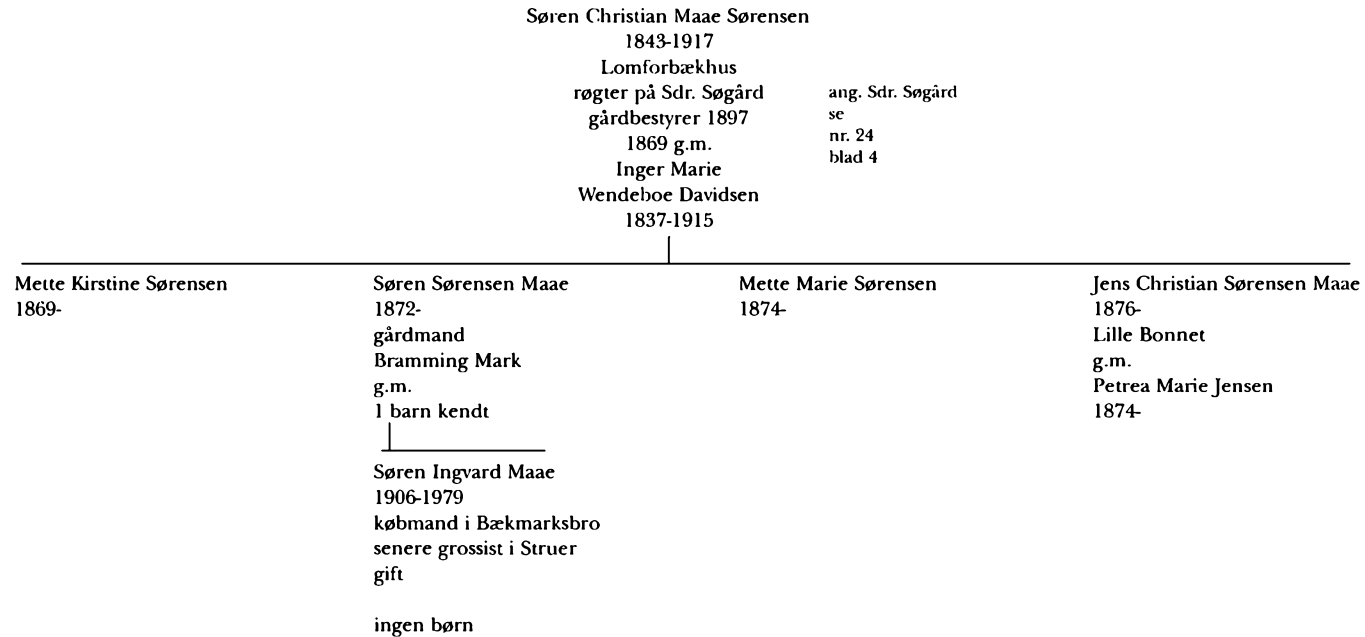 Søren Christian Maae Sørensen
1843-1917
Lomforbækhus
røgter på Sdr. Søgård
gårdbestyrer 1897
1869 g.m.
Inger Marie
Wendeboe Davidsen
1837-1915
ang. Sdr. Søgård
se
nr. 24
blad 4
Mette Kirstine Sørensen
1869-
Søren Sørensen Maae
1872-
gårdmand
Bramming Mark
g.m.
1 barn kendt
Søren Ingvard Maae
1906-1979
købmand i Bækmarksbro
senere grossist i Struer
gift
ingen børn
Mette Marie Sørensen
1874-
Jens Christian Sørensen Maae
1876-
Lille Bonnet
g.m.
Petrea Marie Jensen
1874-